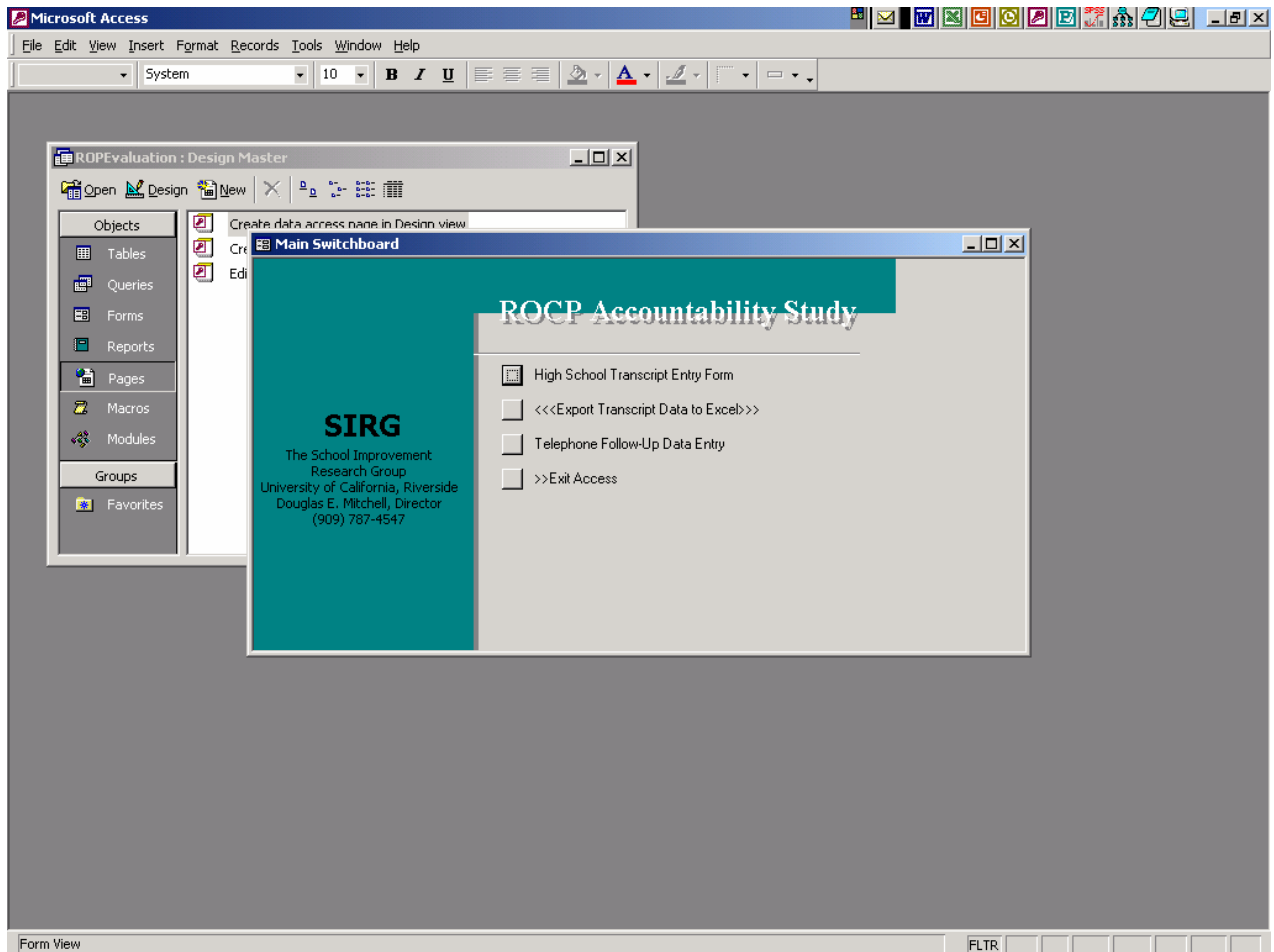 Microsoft Access
File Edit View Insert Format Records Tools Window Help
System 10 B I U A
ROPEvaluation : Design Master
Open Design New
Objects
Tables
Queries
Forms
Reports
Pages
Macros
Modules
Groups
Favorites
Create data access page in Design view
Cre
Edi
Main Switchboard
ROCP Accountability Study
High School Transcript Entry Form
<<<Export Transcript Data to Excel>>>
Telephone Follow-Up Data Entry
>>Exit Access
SIRG
The School Improvement
Research Group
University of California, Riverside
Douglas E. Mitchell, Director
(909) 787-4547
Form View
FLTR